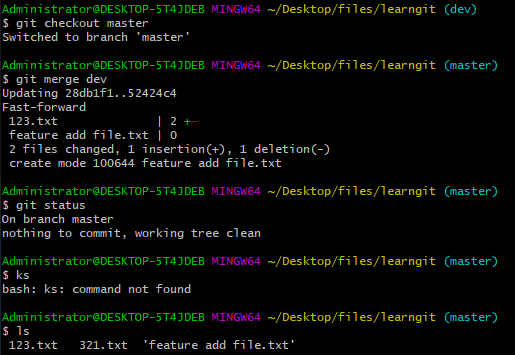 Administrator@DESKTOP-5T4JDEB MINGW64 ~/Desktop/files/learngit (dev)
$ git checkout master
Switched to branch 'master'
Administrator@DESKTOP-5T4JDEB MINGW64 ~/Desktop/files/learngit (master)
$ git merge dev
Updating 28db1f1..52424c4
Fast-forward
 123.txt              | 2 +-
 feature add file.txt | 0
 2 files changed, 1 insertion(+), 1 deletion(-)
 create mode 100644 feature add file.txt
Administrator@DESKTOP-5T4JDEB MINGW64 ~/Desktop/files/learngit (master)
$ git status
On branch master
nothing to commit, working tree clean
Administrator@DESKTOP-5T4JDEB MINGW64 ~/Desktop/files/learngit (master)
$ ks
bash: ks: command not found
Administrator@DESKTOP-5T4JDEB MINGW64 ~/Desktop/files/learngit (master)
$ ls
 123.txt   321.txt  'feature add file.txt'